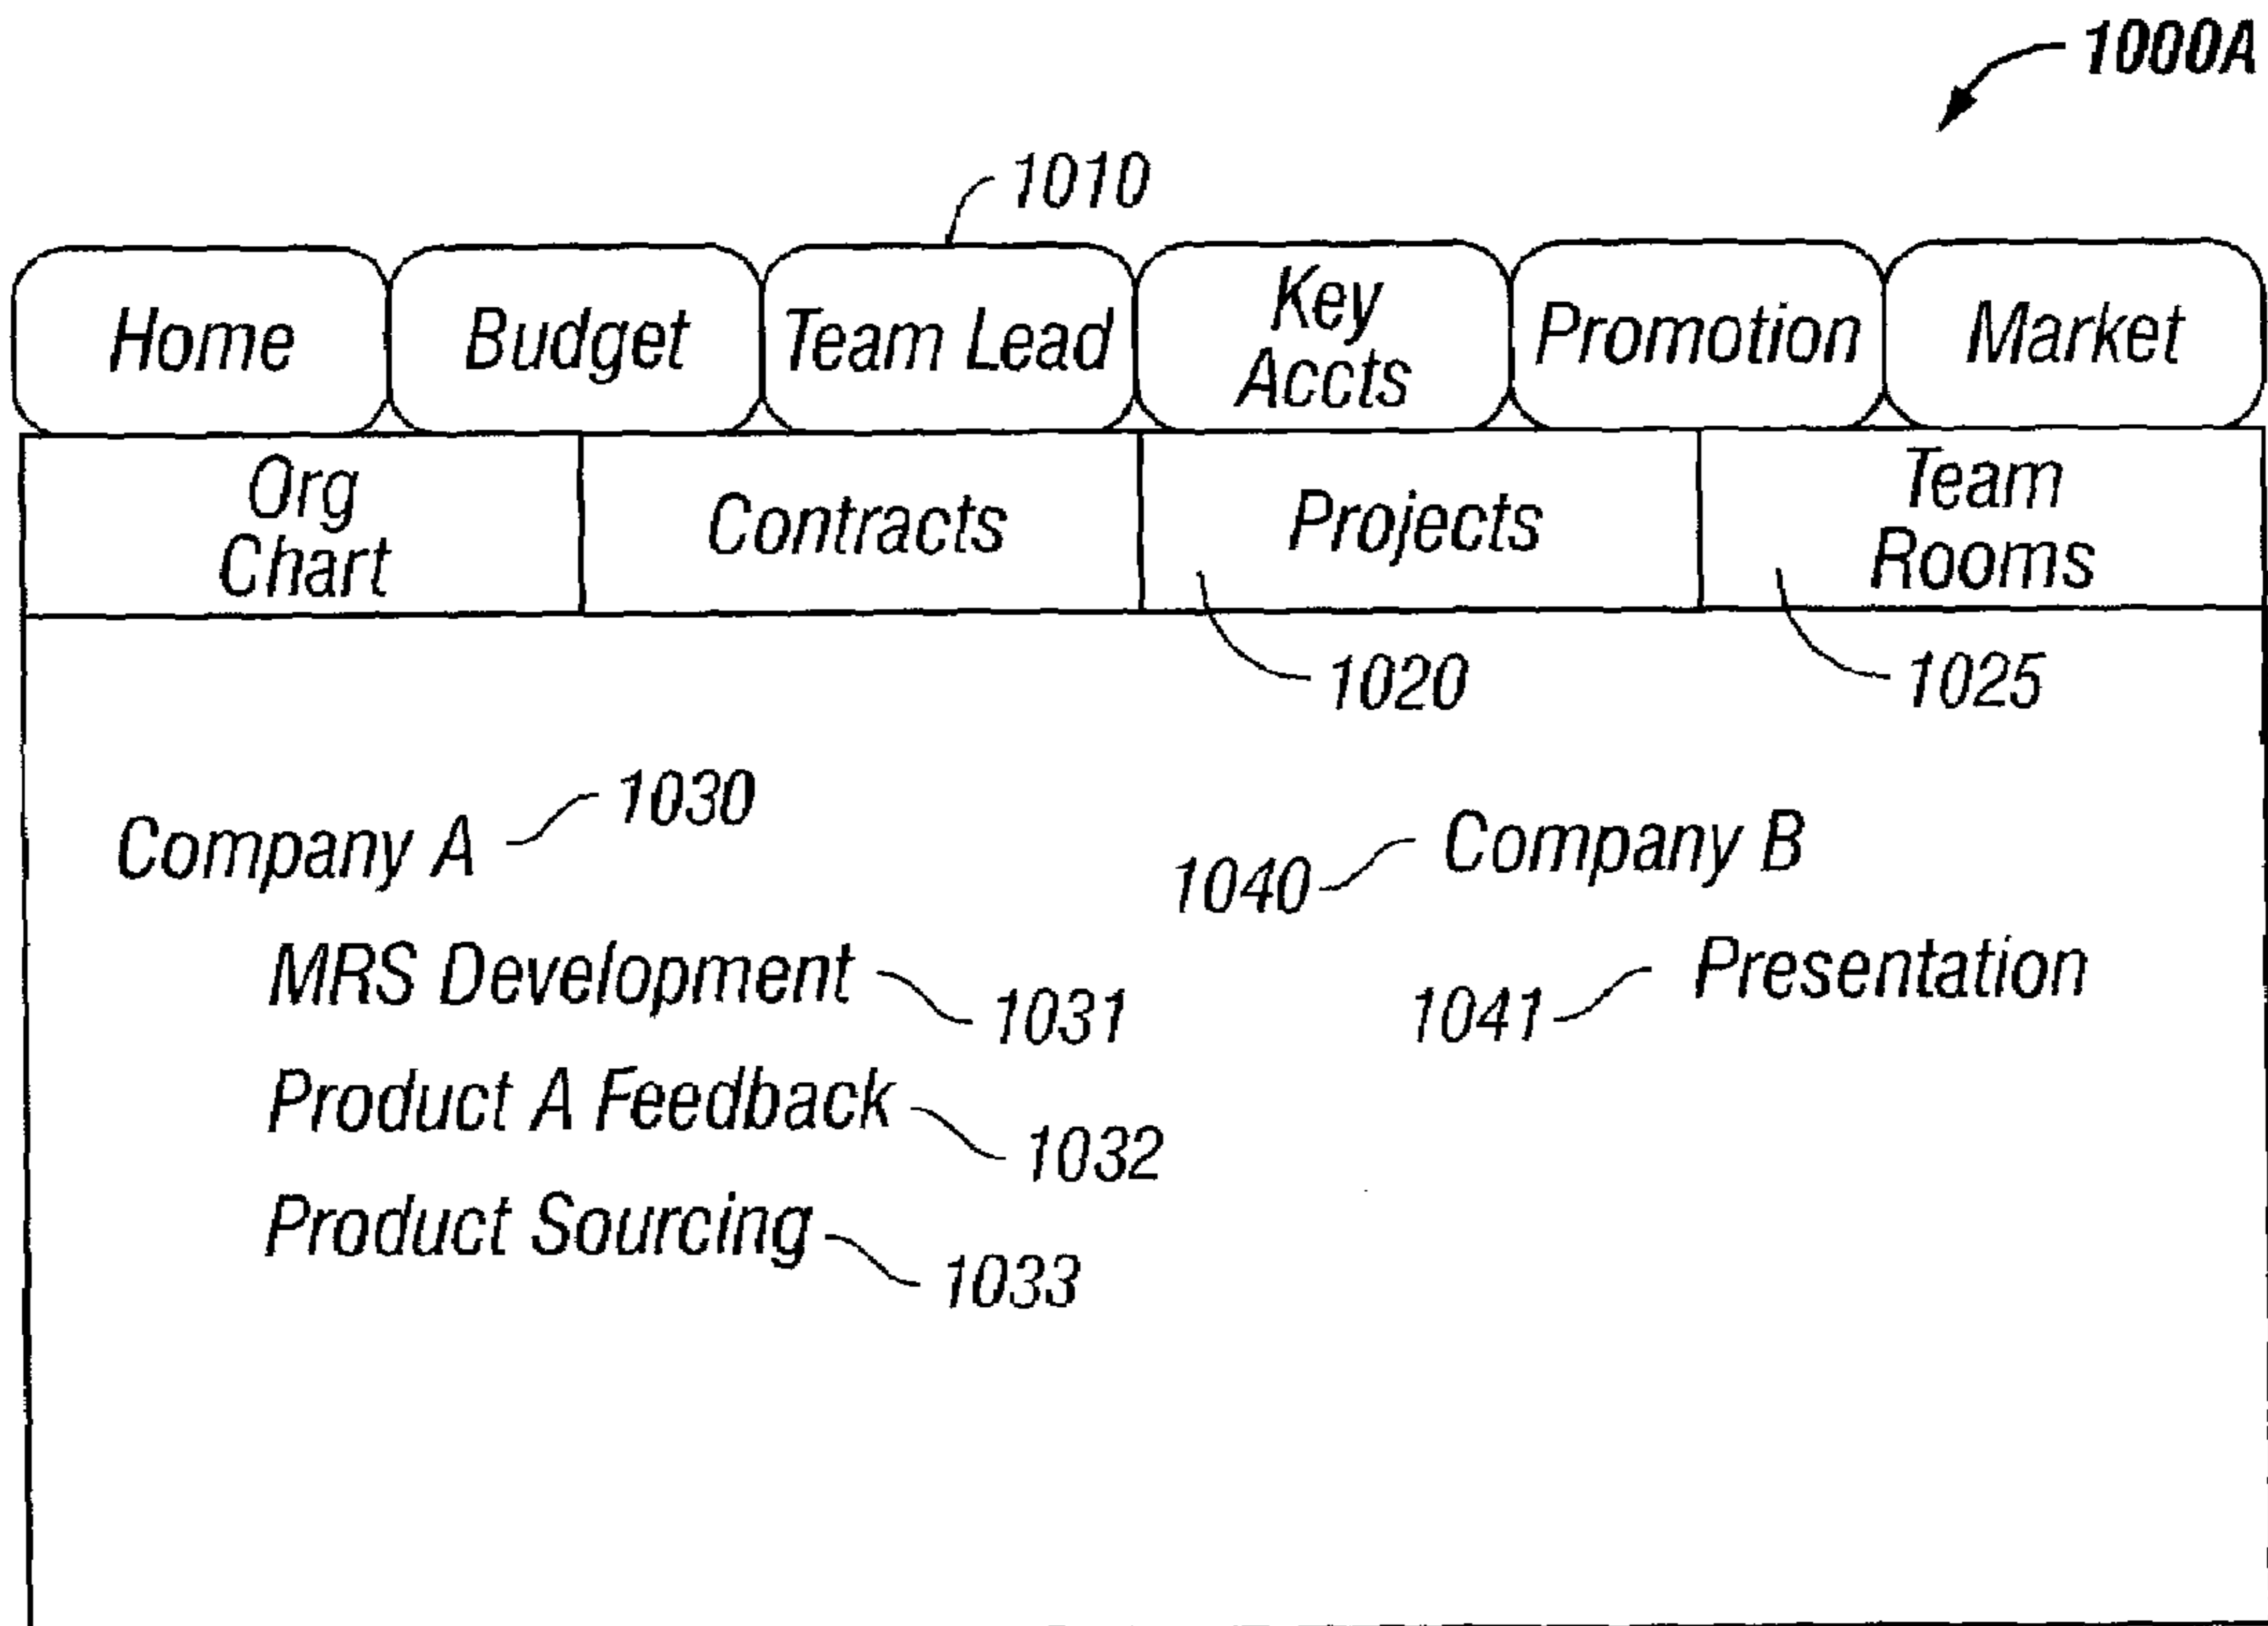 1000A
1010
Home
Budget
Team Lead
Key
Accts
Promotion
Market
Org
Chart
Contracts
Projects
Team
Rooms
1020
1025
Company A
1030
1040
Company B
MRS Development
1031
1041
Presentation
Product A Feedback
1032
Product Sourcing
1033